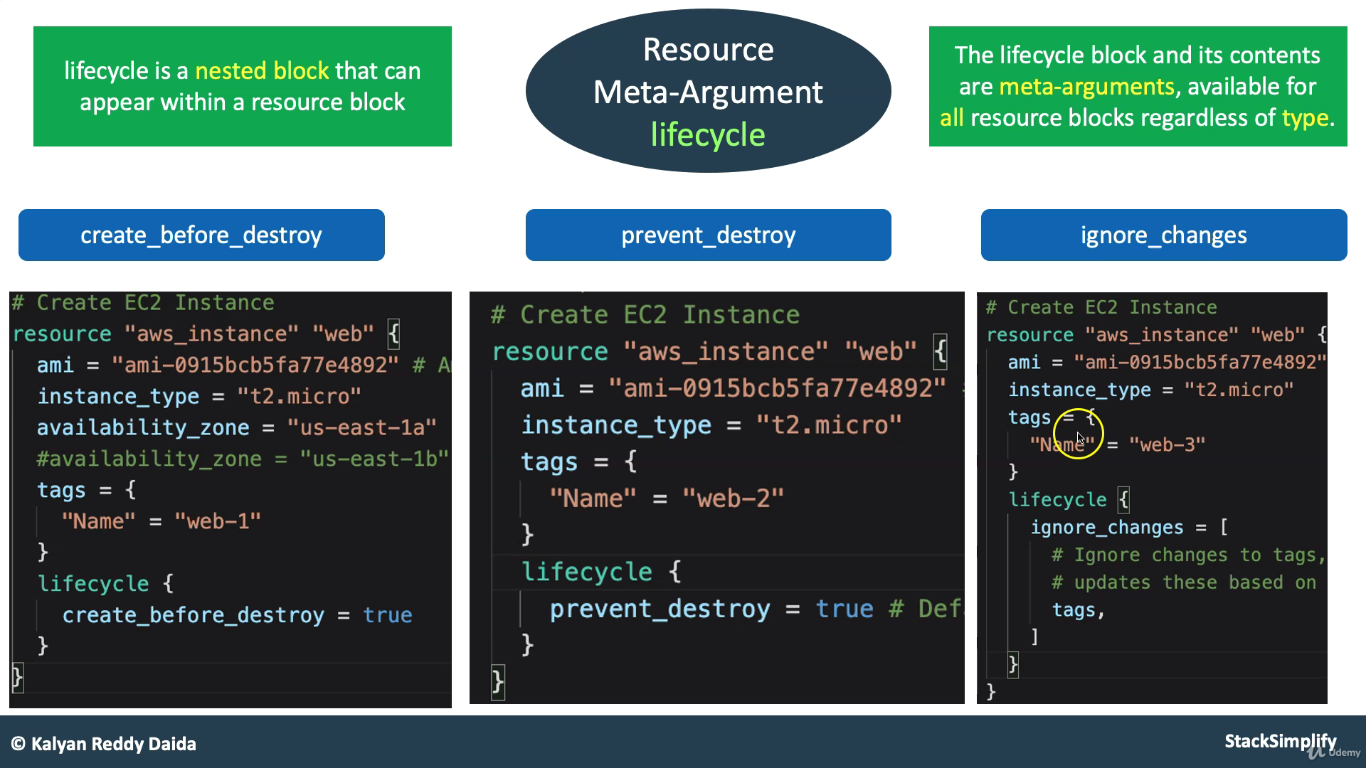 lifecycle is a nested block that can
appear within a resource block
Resource
Meta-Argument
lifecycle
The lifecycle block and its contents
are meta-arguments, available for
all resource blocks regardless of type.
create_before_destroy
prevent_destroy
ignore_changes
# Create EC2 Instance
resource "aws_instance" "web" {
ami = "ami-0915bcb5fa77e4892" # A
instance_type = "t2.micro"
availability_zone = "us-east-1a"
#availability_zone = "us-east-1b"
tags = {
"Name" = "web-1"
}
lifecycle {
create_before_destroy = true
}
}
# Create EC2 Instance
resource "aws_instance" "web" {
ami = "ami-0915bcb5fa77e4892"
instance_type = "t2.micro"
tags = {
"Name" = "web-2"
}
lifecycle {
prevent_destroy = true # Def
}
}
# Create EC2 Instance
resource "aws_instance" "web" {
ami = "ami-0915bcb5fa77e4892"
instance_type = "t2.micro"
tags = {
"Name" = "web-3"
}
lifecycle {
ignore_changes = [
# Ignore changes to tags,
# updates these based on
tags,
]
}
}
© Kalyan Reddy Daida
StackSimplify
Udemy